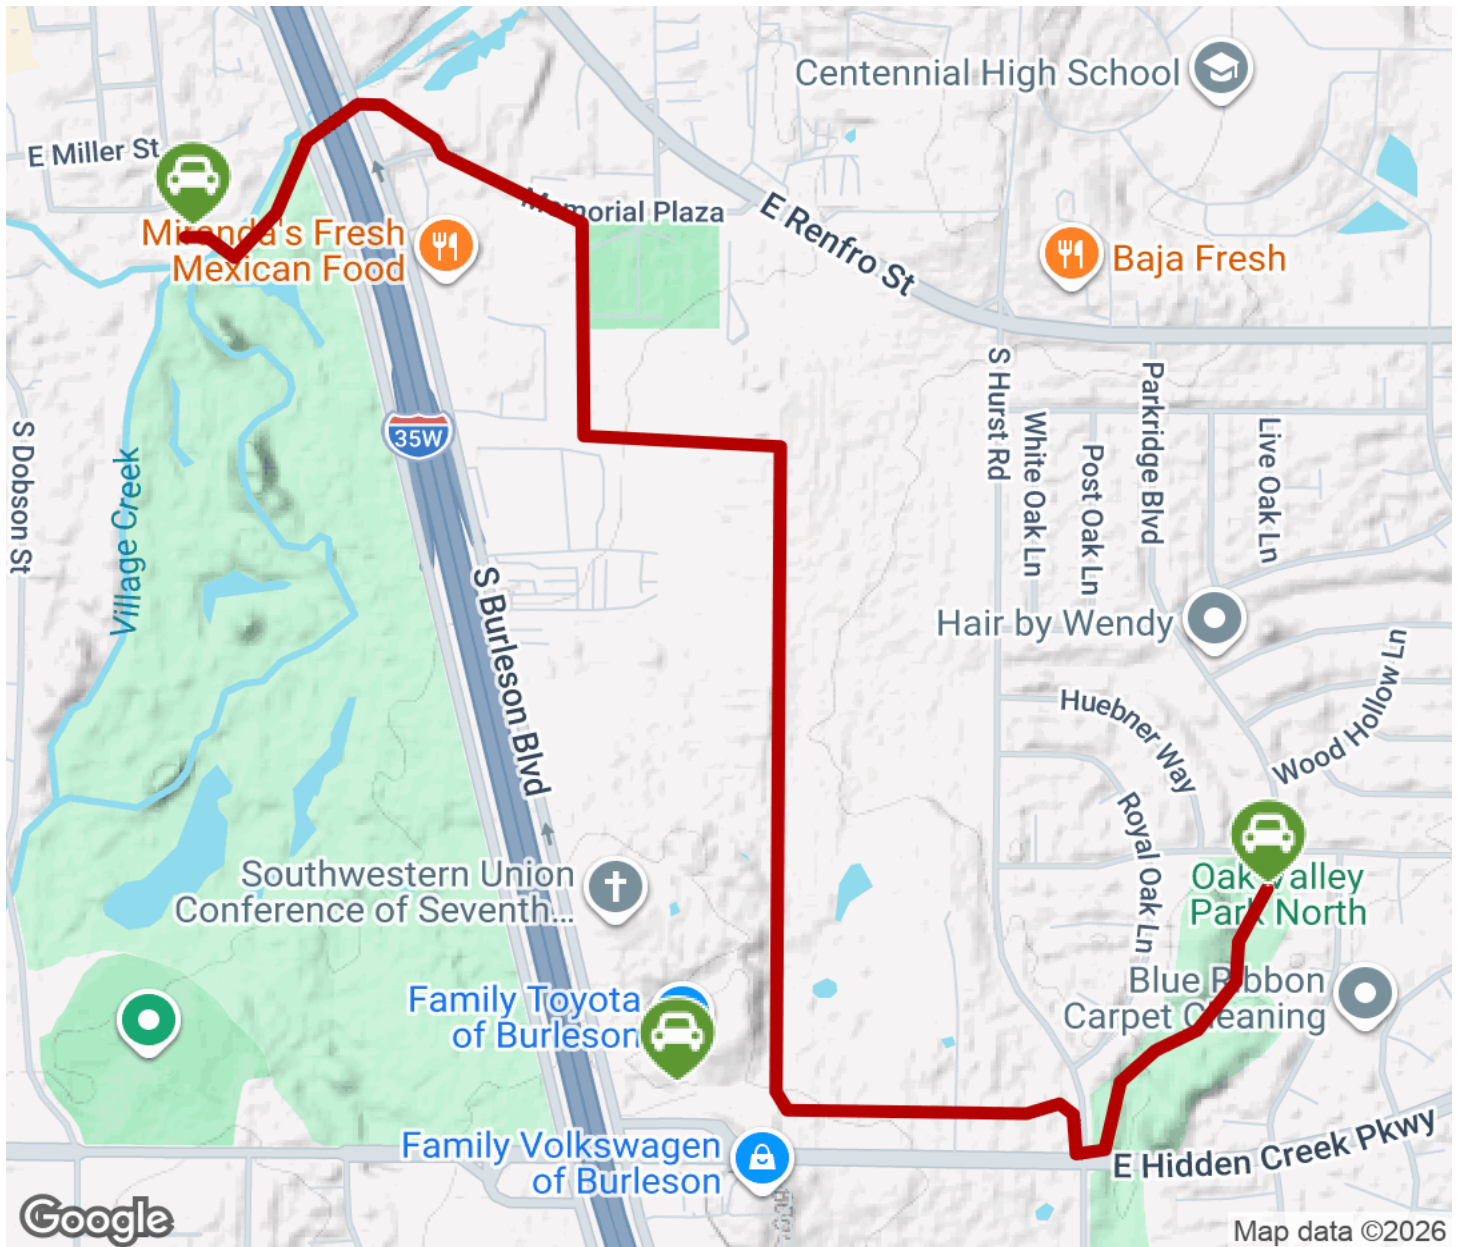 Centennial High School
E Miller St
Memorial Plaza
E Renfro St
Miranda's Fresh
Mexican Food
Baja Fresh
S Hurst Rd
White Oak Ln
Post Oak Ln
Parkridge Blvd
Live Oak Ln
35W
S Dobson St
Village Creek
S Burleson Blvd
Hair by Wendy
Wood Hollow Ln
Huebner Way
Royal Oak Ln
Southwestern Union
Conference of Seventh...
Oak Valley
Park North
Family Toyota
of Burleson
Blue Ribbon
Carpet Cleaning
Family Volkswagen
of Burleson
E Hidden Creek Pkwy
Google
Map data ©2026